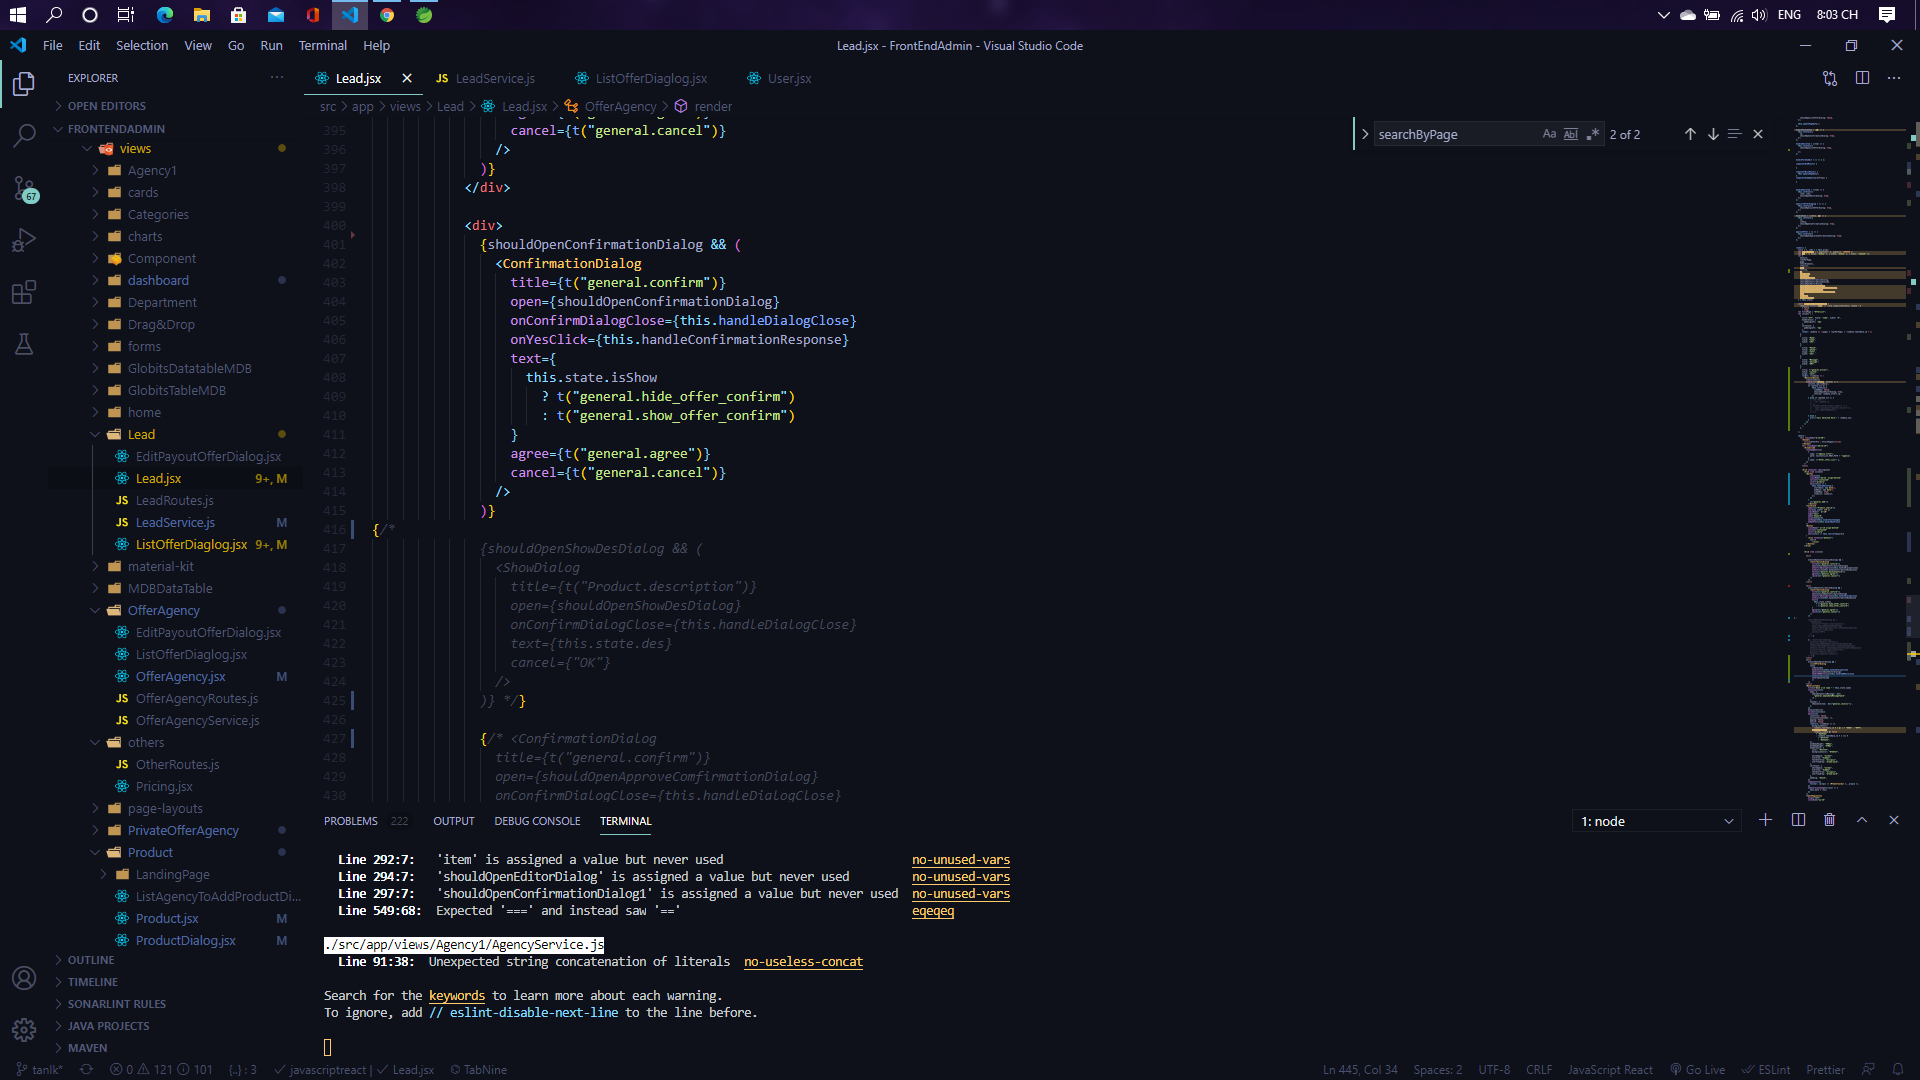 ENG
8:03 CH
File Edit Selection View Go Run Terminal Help
Lead.jsx - FrontEndAdmin - Visual Studio Code
EXPLORER
Lead.jsx
JS LeadService.js
ListOfferDiaglog.jsx
User.jsx
OPEN EDITORS
src > app > views > Lead > Lead.jsx > OfferAgency > render
FRONTENDADMIN
views
Agency1
cards
Categories
charts
Component
dashboard
Department
Drag&Drop
forms
GlobitsDatatableMDB
GlobitsTableMDB
home
Lead
EditPayoutOfferDialog.jsx
Lead.jsx 9+, M
LeadRoutes.js
JS LeadService.js M
ListOfferDiaglog.jsx 9+, M
material-kit
MDBDataTable
OfferAgency
EditPayoutOfferDialog.jsx
ListOfferDiaglog.jsx
OfferAgency.jsx M
JS OfferAgencyRoutes.js
JS OfferAgencyService.js
others
JS OtherRoutes.js
Pricing.jsx
page-layouts
PrivateOfferAgency
Product
LandingPage
ListAgencyToAddProductDi...
Product.jsx M
ProductDialog.jsx M
OUTLINE
TIMELINE
SONARLINT RULES
JAVA PROJECTS
MAVEN
67
searchByPage
Aa Abl .* 2 of 2
395 cancel={t("general.cancel")}
396 />
397 )}
398 </div>
399
400 <div>
401 {shouldOpenConfirmationDialog && (
402 <ConfirmationDialog
403 title={t("general.confirm")}
404 open={shouldOpenConfirmationDialog}
405 onConfirmDialogClose={this.handleDialogClose}
406 onYesClick={this.handleConfirmationResponse}
407 text={
408 this.state.isShow
409 ? t("general.hide_offer_confirm")
410 : t("general.show_offer_confirm")
411 }
412 agree={t("general.agree")}
413 cancel={t("general.cancel")}
414 />
415 )}
416 {/*
417 {shouldOpenShowDesDialog && (
418 <ShowDialog
419 title={t("Product.description")}
420 open={shouldOpenShowDesDialog}
421 onConfirmDialogClose={this.handleDialogClose}
422 text={this.state.des}
423 cancel={"OK"}
424 />
425 )} */}
426
427 {/* <ConfirmationDialog
428 title={t("general.confirm")}
429 open={shouldOpenApproveComfirmationDialog}
430 onConfirmDialogClose={this.handleDialogClose}
PROBLEMS 222 OUTPUT DEBUG CONSOLE TERMINAL
1: node
Line 292:7: 'item' is assigned a value but never used no-unused-vars
Line 294:7: 'shouldOpenEditorDialog' is assigned a value but never used no-unused-vars
Line 297:7: 'shouldOpenConfirmationDialog1' is assigned a value but never used no-unused-vars
Line 549:68: Expected '===' and instead saw '==' eqeqeq
./src/app/views/Agency1/AgencyService.js
Line 91:38: Unexpected string concatenation of literals no-useless-concat
Search for the keywords to learn more about each warning.
To ignore, add // eslint-disable-next-line to the line before.
tanlk* 0 121 101 {..} : 3 javascriptreact | Lead.jsx TabNine
Ln 445, Col 34 Spaces: 2 UTF-8 CRLF JavaScript React Go Live ESLint Prettier